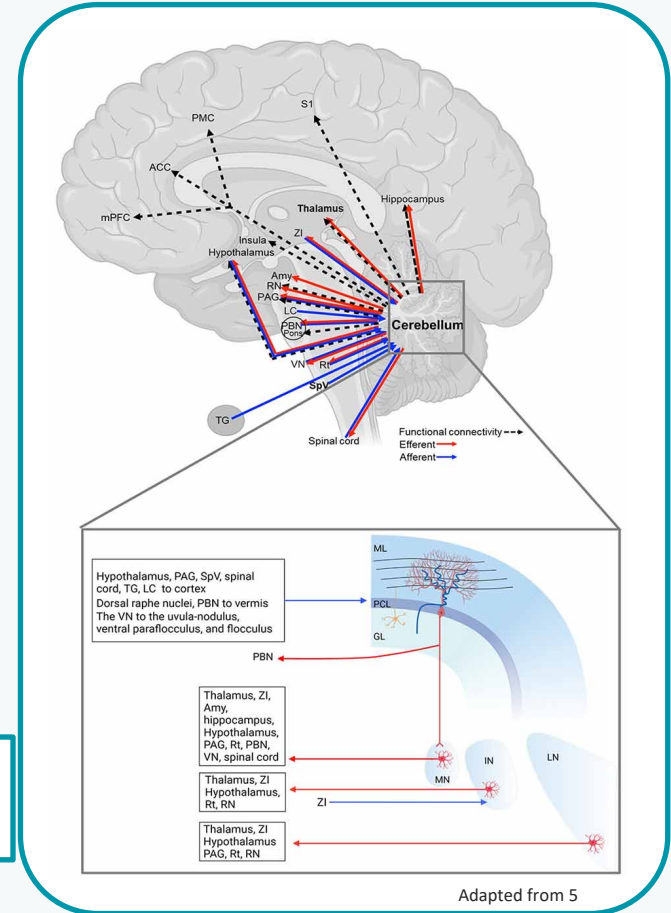 S1
PMC
ACC
Hippocampus
Thalamus
mPFC
ZI
Insula
Hypothalamus
Amy
RN
PAG
LC
Cerebellum
PBN
Pons
VN
Rt
SpV
TG
Spinal cord
Functional connectivity
Efferent
Afferent
ML
Hypothalamus, PAG, SpV, spinal
cord, TG, LC to cortex
Dorsal raphe nuclei, PBN to vermis
The VN to the uvula-nodulus,
ventral paraflocculus, and flocculus
PCL
GL
PBN
Thalamus, ZI,
Amy,
hippocampus,
Hypothalamus,
PAG, Rt, PBN,
VN, spinal cord
MN
IN
LN
Thalamus, ZI
Hypothalamus,
Rt, RN
ZI
Thalamus, ZI
Hypothalamus
PAG, Rt, RN
Adapted from 5